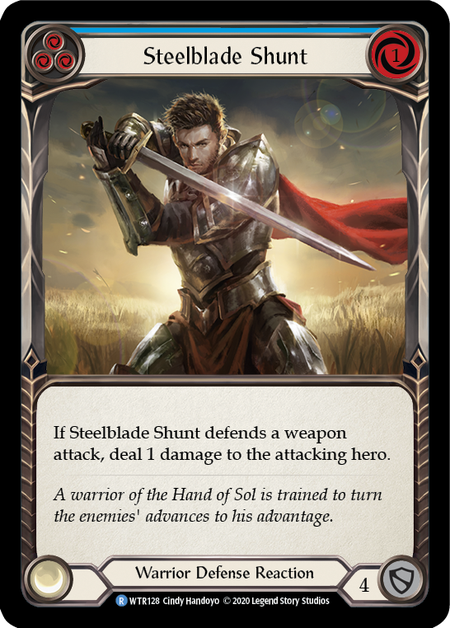 Steelblade Shunt
1
If Steelblade Shunt defends a weapon
attack, deal 1 damage to the attacking hero.
A warrior of the Hand of Sol is trained to turn
the enemies' advances to his advantage.
Warrior Defense Reaction
4
R WTR128 Cindy Handoyo © 2020 Legend Story Studios